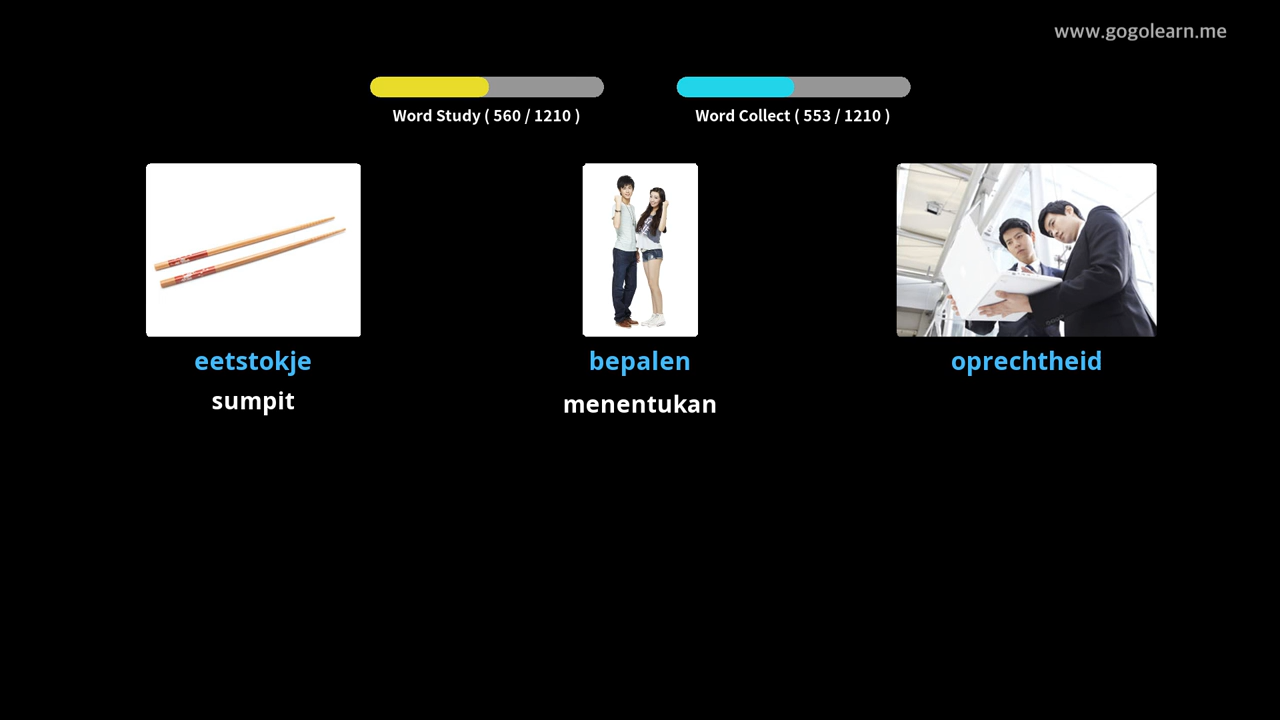 www.gogolearn.me
Word Study ( 560 / 1210 )
Word Collect ( 553 / 1210 )
eetstokje
sumpit
bepalen
menentukan
oprechtheid